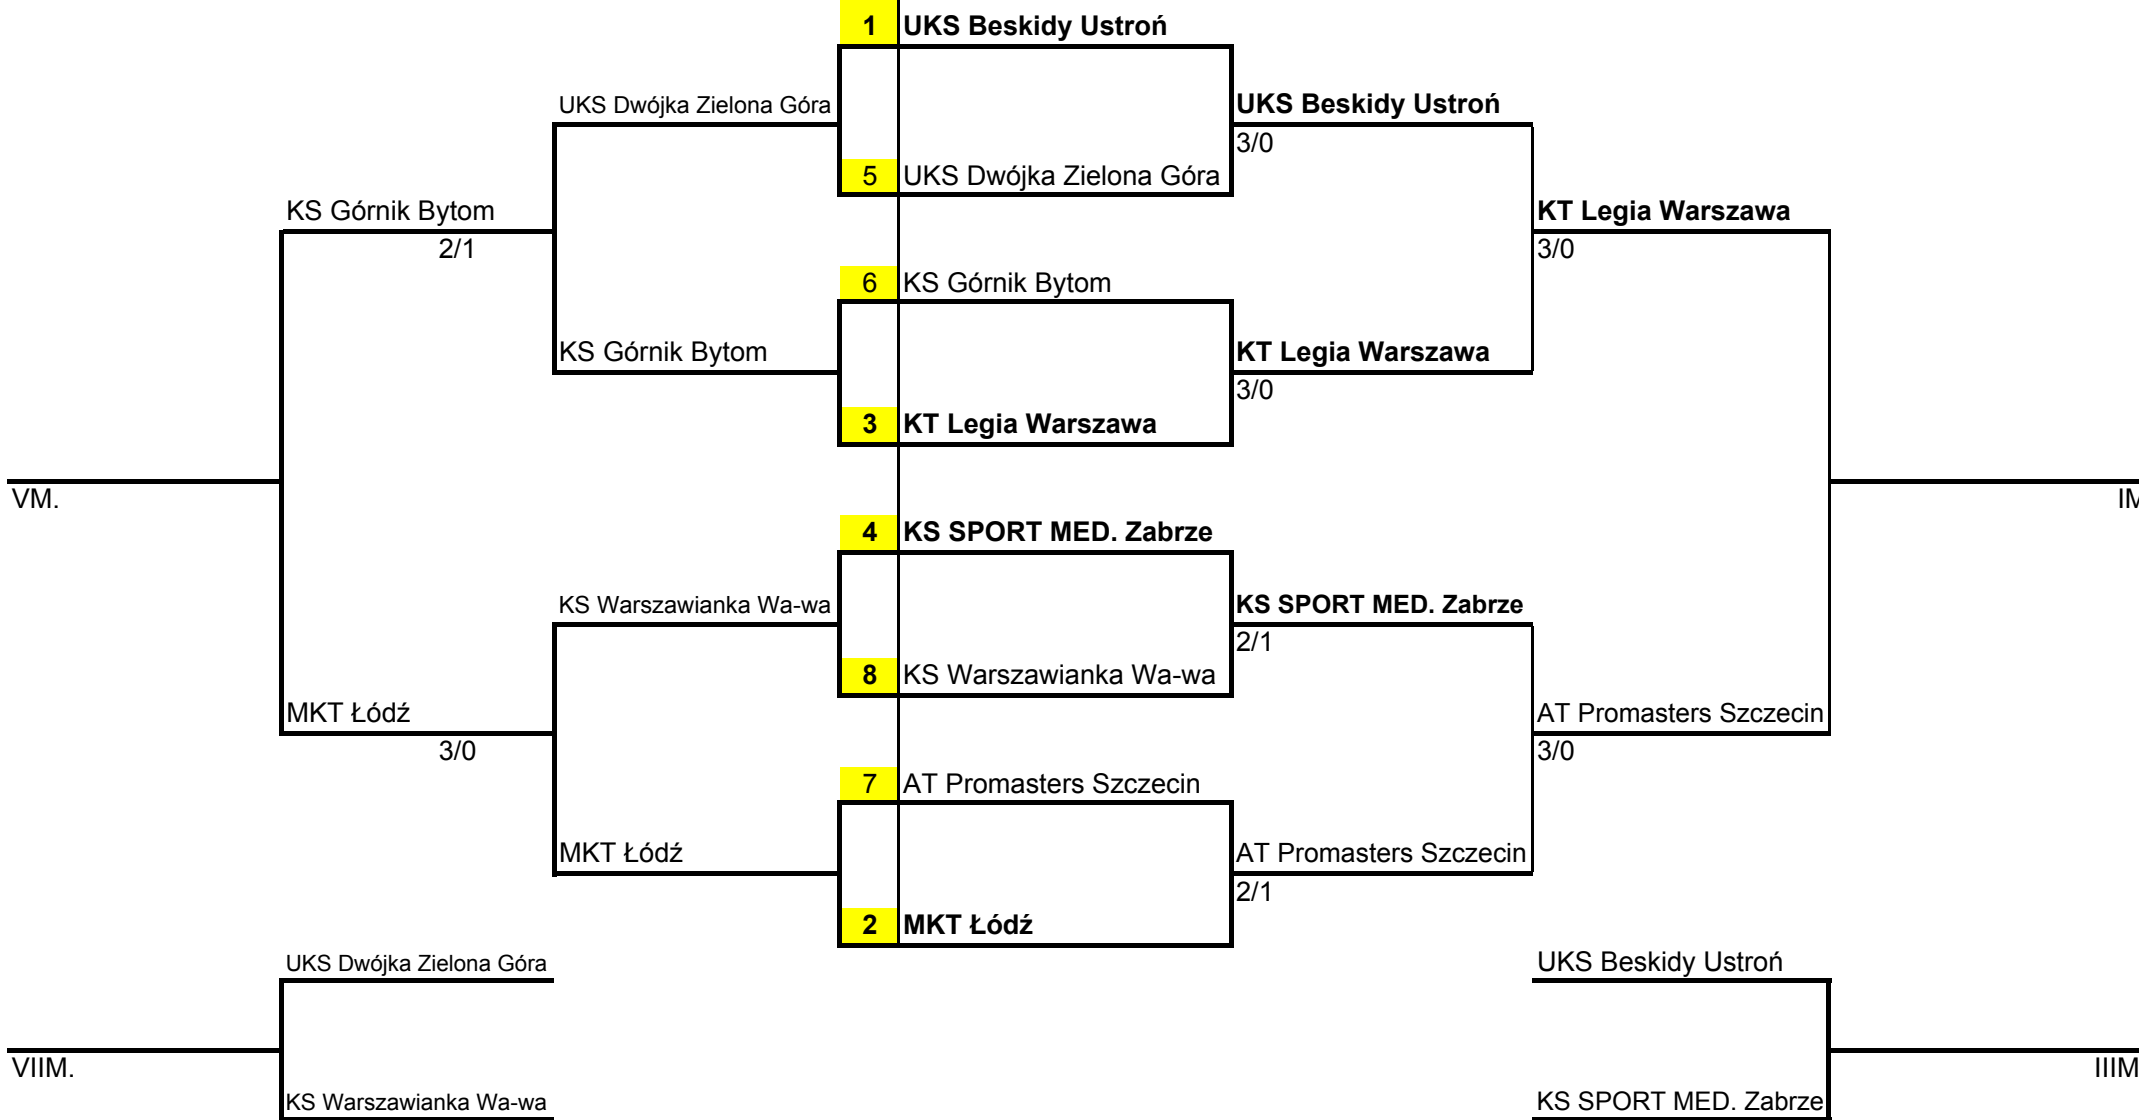 1 UKS Beskidy Ustroń
UKS Dwójka Zielona Góra UKS Beskidy Ustroń
3/0
5 UKS Dwójka Zielona Góra
KS Górnik Bytom KT Legia Warszawa
2/1 3/0
6 KS Górnik Bytom
KS Górnik Bytom KT Legia Warszawa
3/0
3 KT Legia Warszawa
VM. IM
4 KS SPORT MED. Zabrze
KS Warszawianka Wa-wa KS SPORT MED. Zabrze
2/1
8 KS Warszawianka Wa-wa
MKT Łódź AT Promasters Szczecin
3/0 3/0
7 AT Promasters Szczecin
MKT Łódź AT Promasters Szczecin
2/1
2 MKT Łódź
UKS Dwójka Zielona Góra UKS Beskidy Ustroń
VIIM. IIIM
KS Warszawianka Wa-wa KS SPORT MED. Zabrze